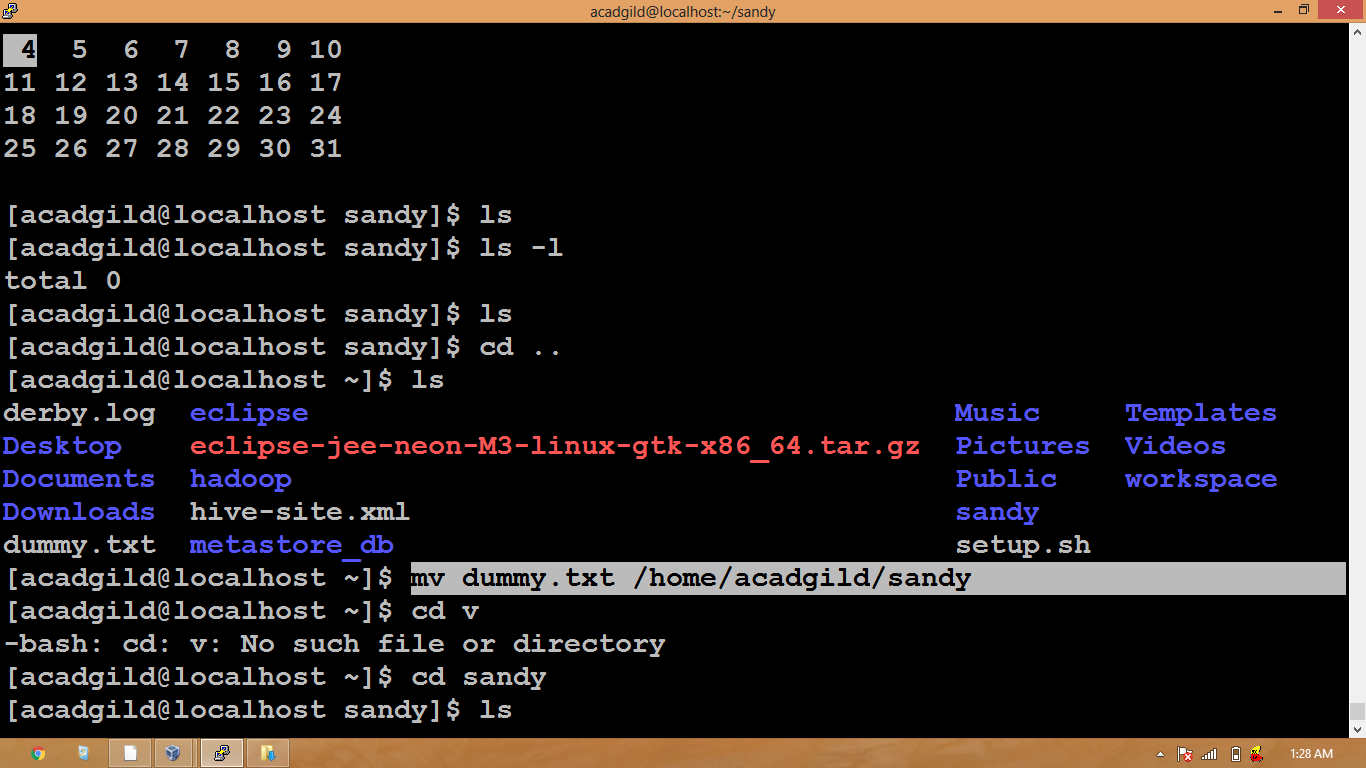 acadgild@localhost:~/sandy
4 5 6 7 8 9 10
11 12 13 14 15 16 17
18 19 20 21 22 23 24
25 26 27 28 29 30 31
[acadgild@localhost sandy]$ ls
[acadgild@localhost sandy]$ ls -l
total 0
[acadgild@localhost sandy]$ ls
[acadgild@localhost sandy]$ cd ..
[acadgild@localhost ~]$ ls
derby.log eclipse Music Templates
Desktop eclipse-jee-neon-M3-linux-gtk-x86_64.tar.gz Pictures Videos
Documents hadoop Public workspace
Downloads hive-site.xml sandy
dummy.txt metastore_db setup.sh
[acadgild@localhost ~]$ mv dummy.txt /home/acadgild/sandy
[acadgild@localhost ~]$ cd v
-bash: cd: v: No such file or directory
[acadgild@localhost ~]$ cd sandy
[acadgild@localhost sandy]$ ls
1:28 AM